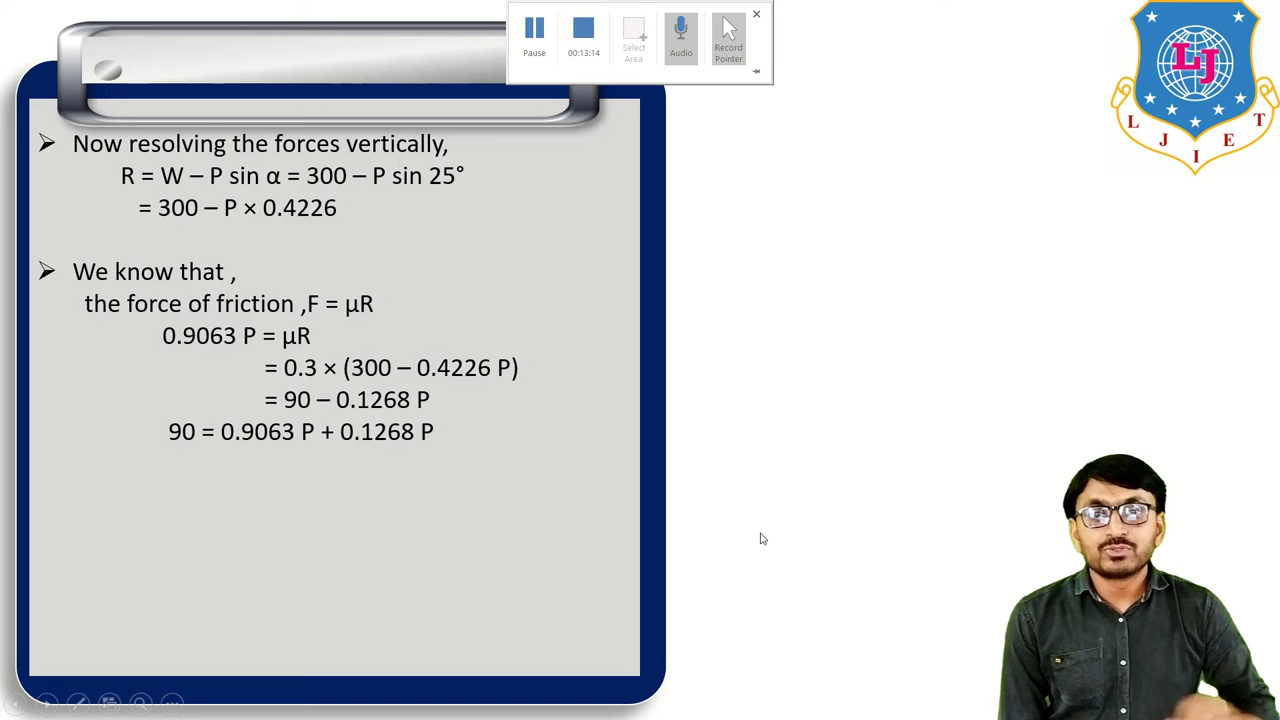 Pause
00:13:14
Select
Area
Audio
Record
Pointer
LJ
L J I E T
Now resolving the forces vertically,
R = W – P sin α = 300 – P sin 25°
= 300 – P × 0.4226
We know that ,
the force of friction ,F = μR
0.9063 P = μR
= 0.3 × (300 – 0.4226 P)
= 90 – 0.1268 P
90 = 0.9063 P + 0.1268 P